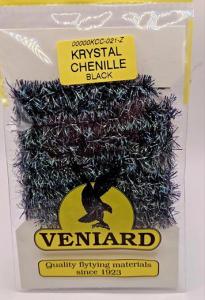 00000KCC-021-Z
KRYSTAL
CHENILLE
BLACK
VENIARD
Quality flytying materials
since 1923